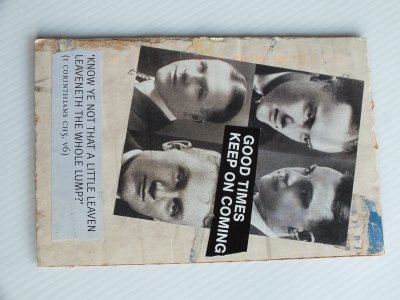 GOOD TIMES
KEEP ON COMING
'KNOW YE NOT THAT A LITTLE LEAVEN
LEAVENETH THE WHOLE LUMP?'
(I CORINTHIANS CH5, V6)